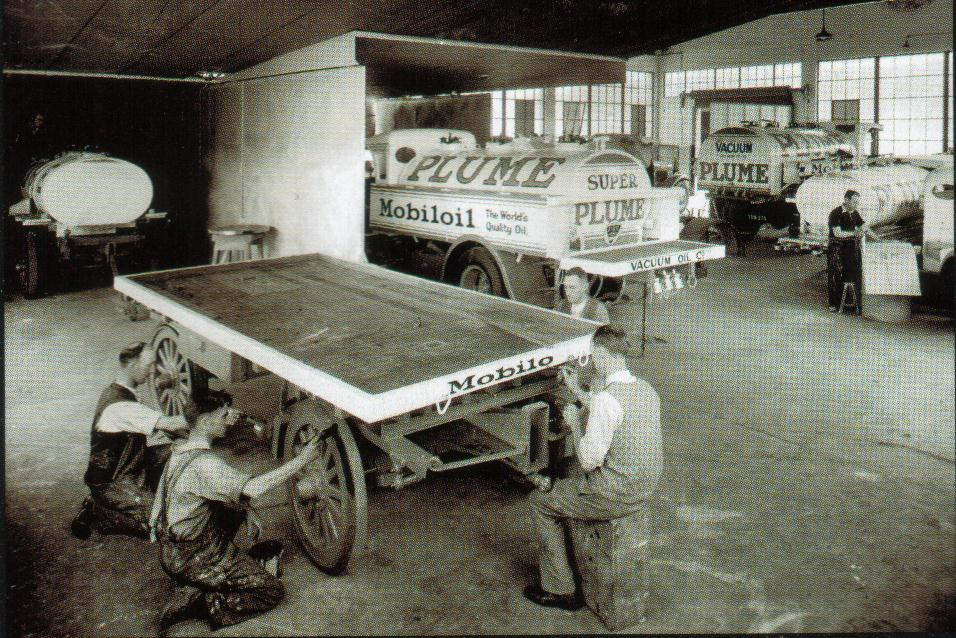 PLUME
SUPER
PLUME
Mobiloil The World's
Quality Oil.
VACUUM OIL Cº
VACUUM
PLUME
Mobilo